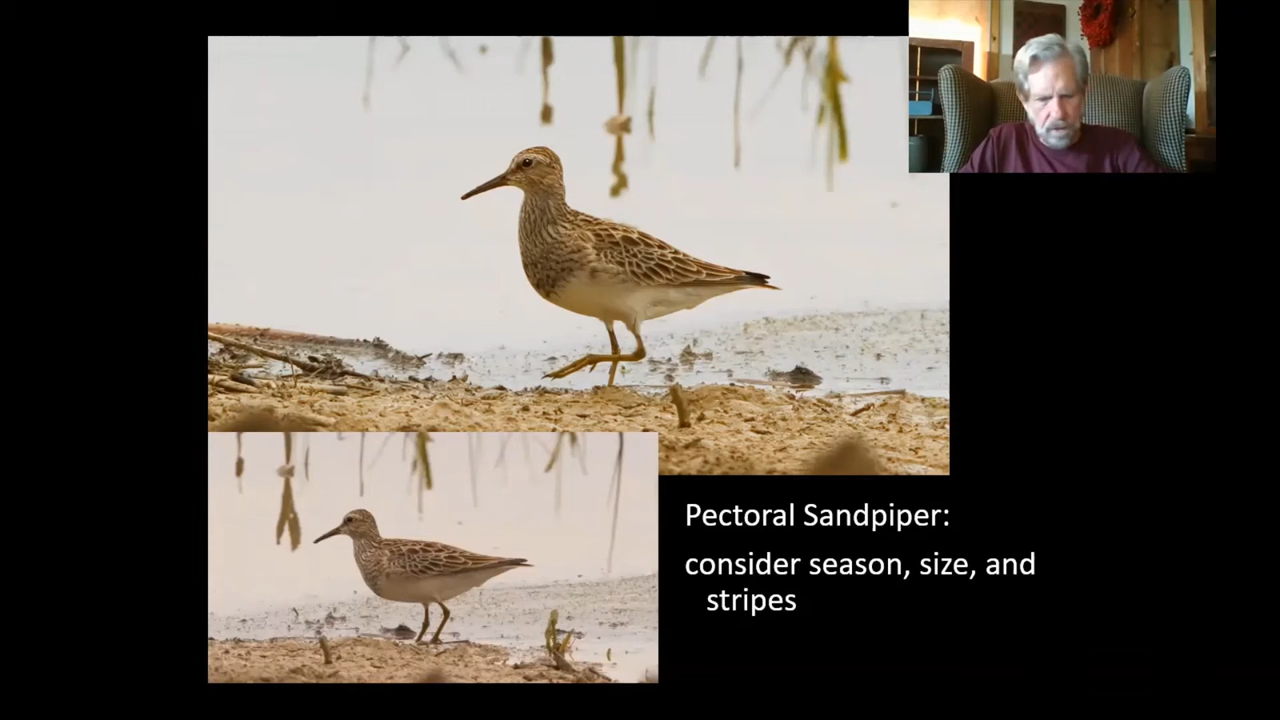 Pectoral Sandpiper:
consider season, size, and
stripes